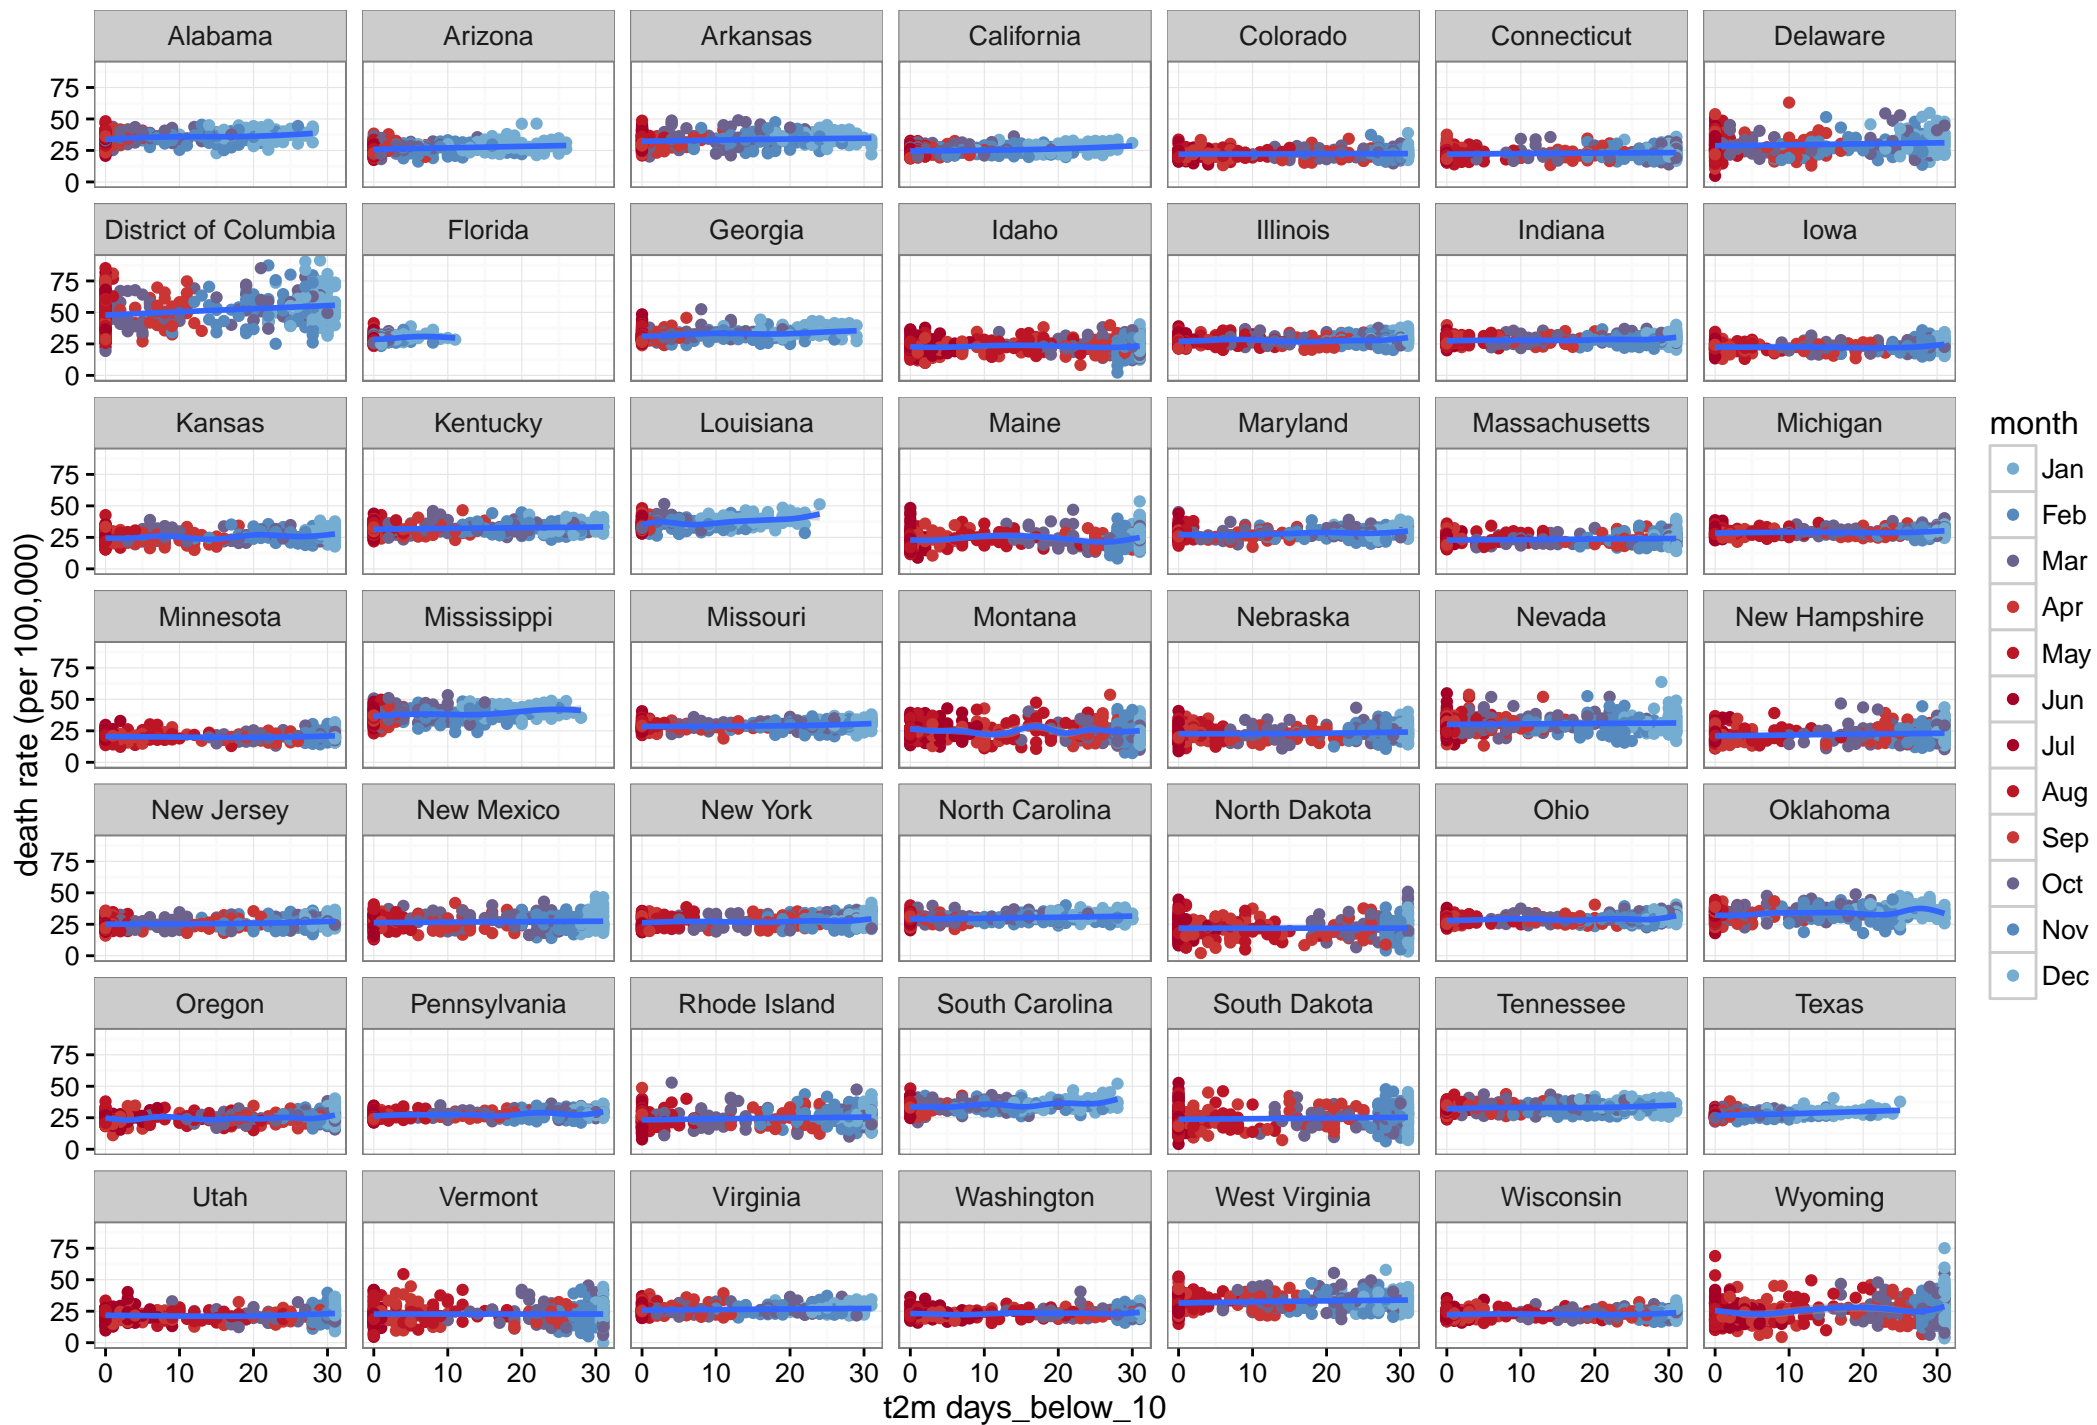 Alabama Arizona Arkansas California Colorado Connecticut Delaware
75
50
25
0
District of Columbia Florida Georgia Idaho Illinois Indiana Iowa
75
50
25
0
Kansas Kentucky Louisiana Maine Maryland Massachusetts Michigan
75
50
25
0
Minnesota Mississippi Missouri Montana Nebraska Nevada New Hampshire
75
50
25
0
New Jersey New Mexico New York North Carolina North Dakota Ohio Oklahoma
75
50
25
0
Oregon Pennsylvania Rhode Island South Carolina South Dakota Tennessee Texas
75
50
25
0
Utah Vermont Virginia Washington West Virginia Wisconsin Wyoming
75
50
25
0
0 10 20 30 0 10 20 30 0 10 20 30 0 10 20 30 0 10 20 30 0 10 20 30 0 10 20 30
t2m days_below_10
death rate (per 100,000)
month
Jan
Feb
Mar
Apr
May
Jun
Jul
Aug
Sep
Oct
Nov
Dec